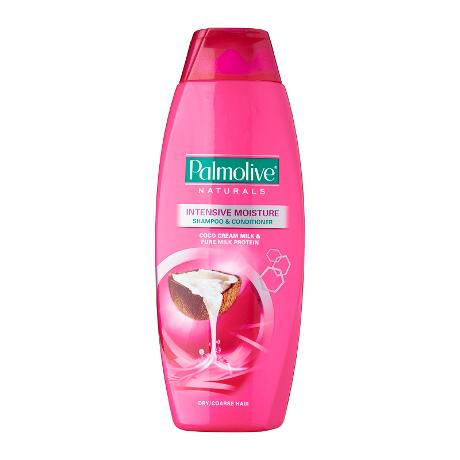 Palmolive
NATURALS
INTENSIVE MOISTURE
SHAMPOO & CONDITIONER
COCO CREAM MILK &
PURE MILK PROTEIN
DRY/COARSE HAIR